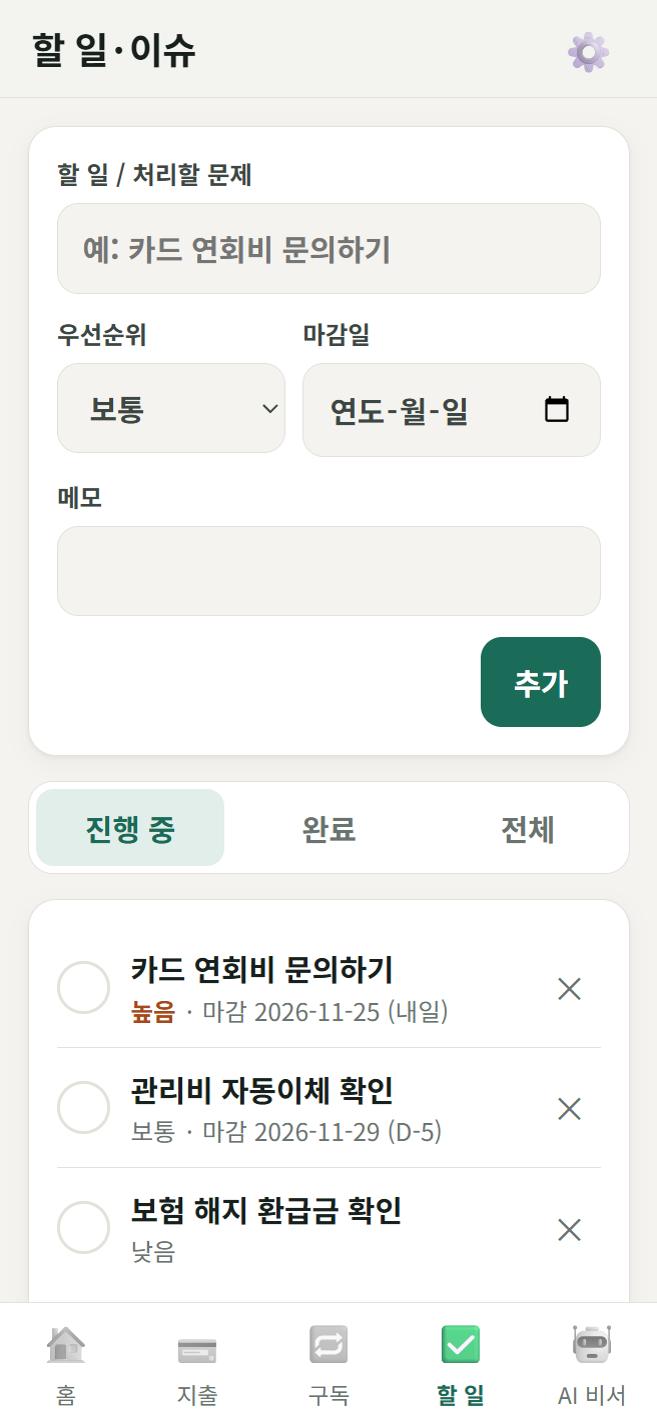 할 일·이슈
할 일 / 처리할 문제
예: 카드 연회비 문의하기
우선순위 마감일
보통 연도-월-일
메모
추가
진행 중 완료 전체
카드 연회비 문의하기
높음 · 마감 2026-11-25 (내일)
관리비 자동이체 확인
보통 · 마감 2026-11-29 (D-5)
보험 해지 환급금 확인
낮음
홈 지출 구독 할 일 AI 비서